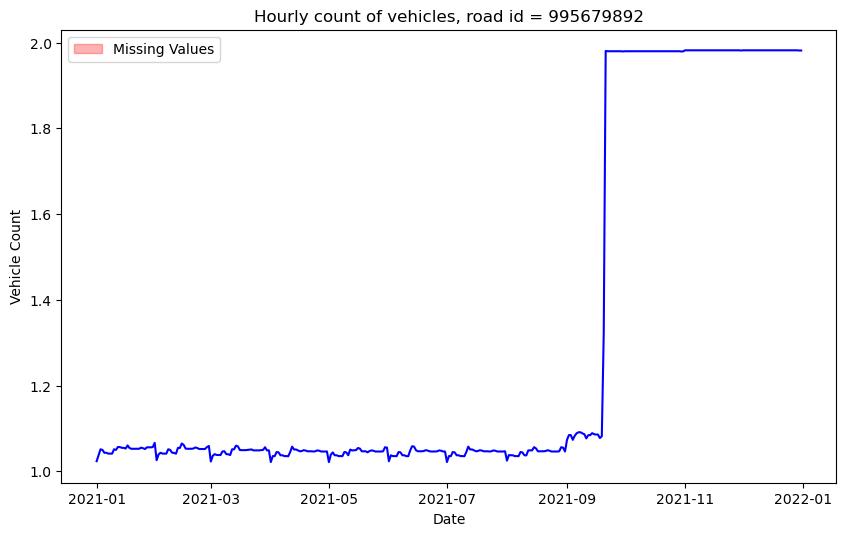 Hourly count of vehicles, road id = 995679892
Missing Values
Vehicle Count
2.0
1.8
1.6
1.4
1.2
1.0
2021-01 2021-03 2021-05 2021-07 2021-09 2021-11 2022-01
Date